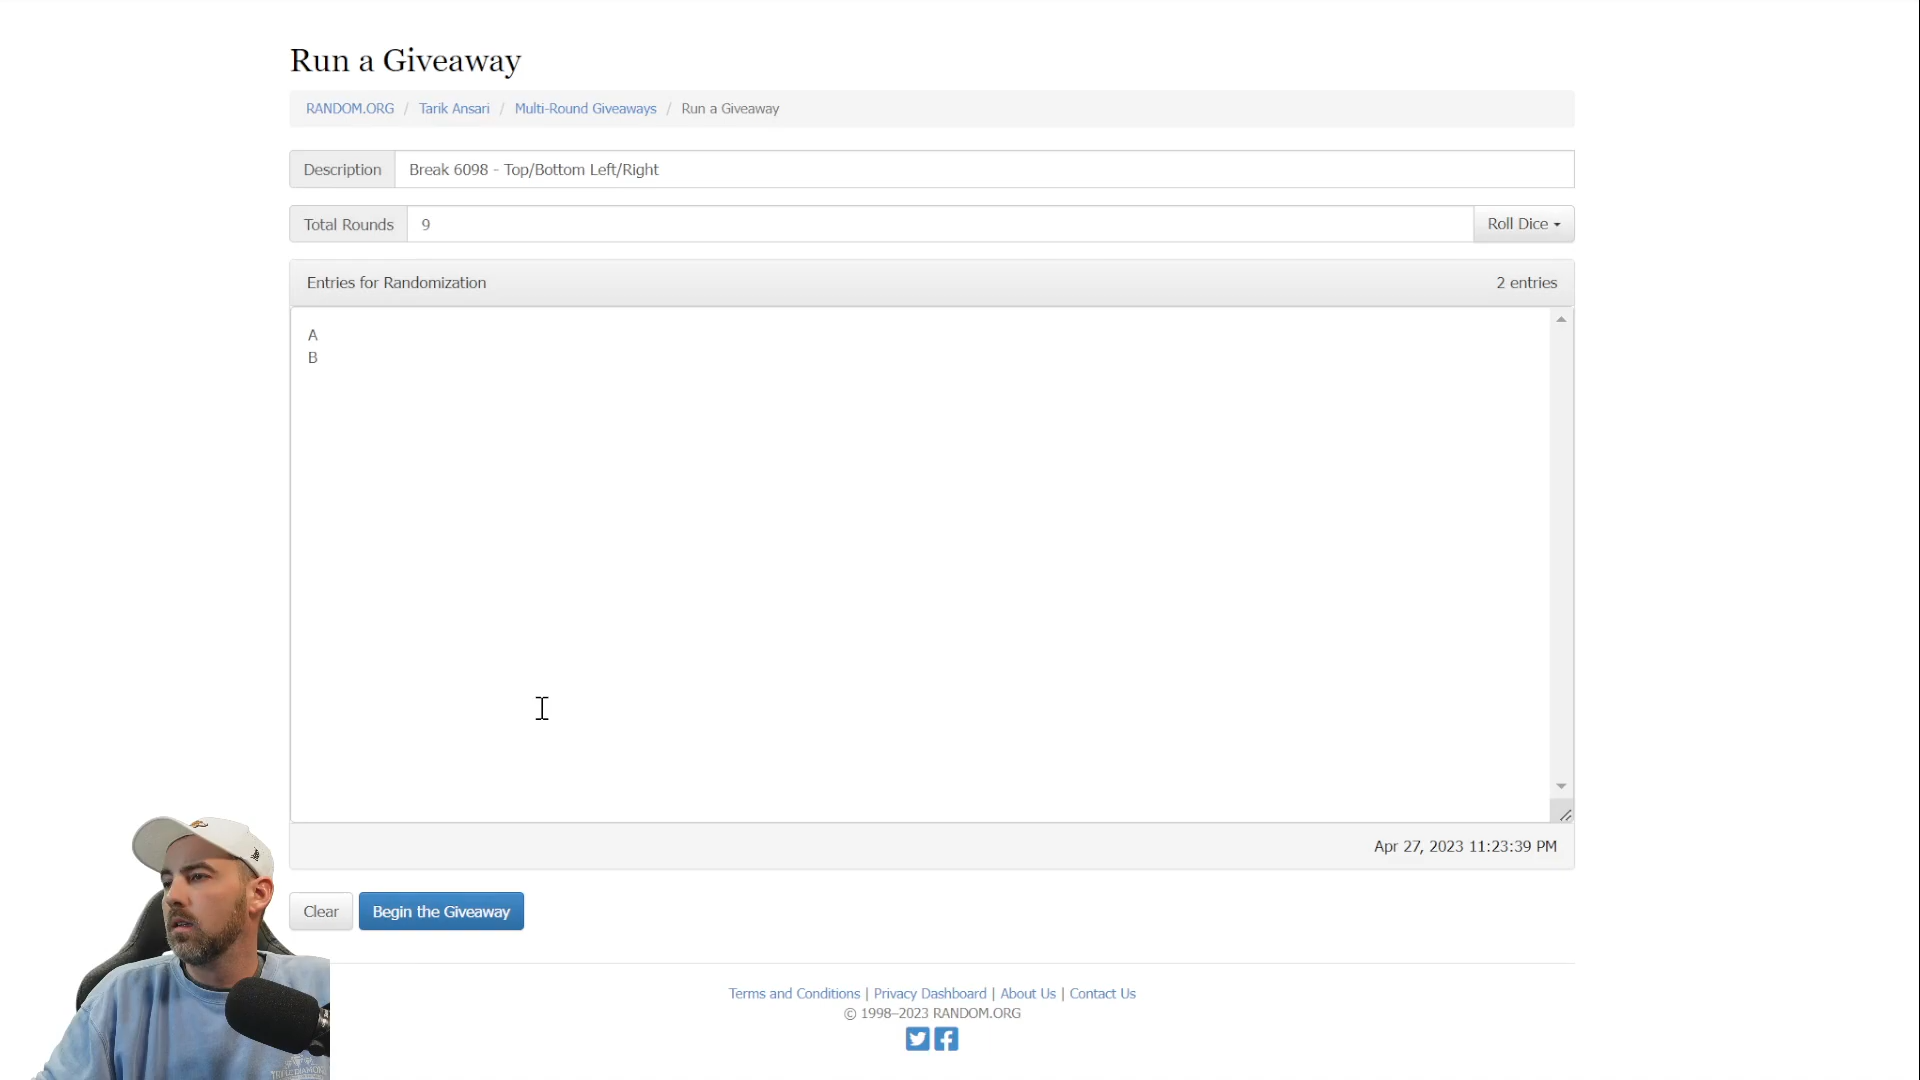 Run a Giveaway
RANDOM.ORG / Tarik Ansari / Multi-Round Giveaways / Run a Giveaway
Description Break 6098 - Top/Bottom Left/Right
Total Rounds 9 Roll Dice
Entries for Randomization 2 entries
A
B
Apr 27, 2023 11:23:39 PM
Clear Begin the Giveaway
Terms and Conditions | Privacy Dashboard | About Us | Contact Us
© 1998–2023 RANDOM.ORG